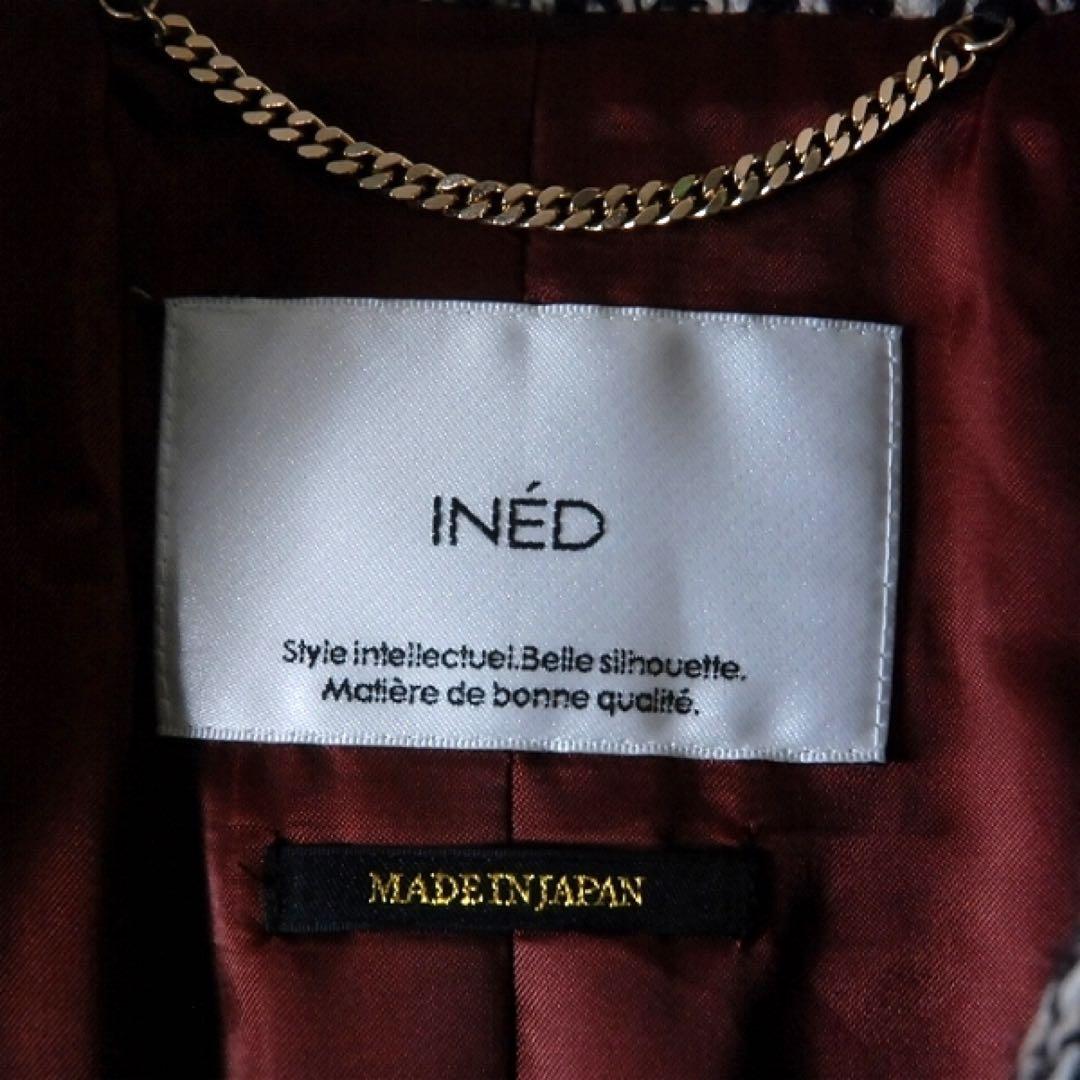 INÉD
Style intellectuel.Belle silhouette.
Matière de bonne qualité.
MADE IN JAPAN